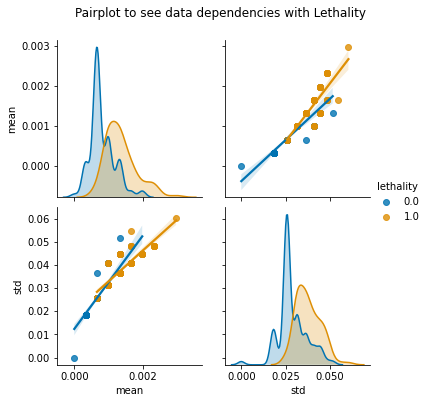 Pairplot to see data dependencies with Lethality
0.003
0.002
0.001
0.000
mean
lethality
0.0
1.0
0.06
0.05
0.04
0.03
0.02
0.01
0.00
std
0.000 0.002
mean
0.000 0.025 0.050
std